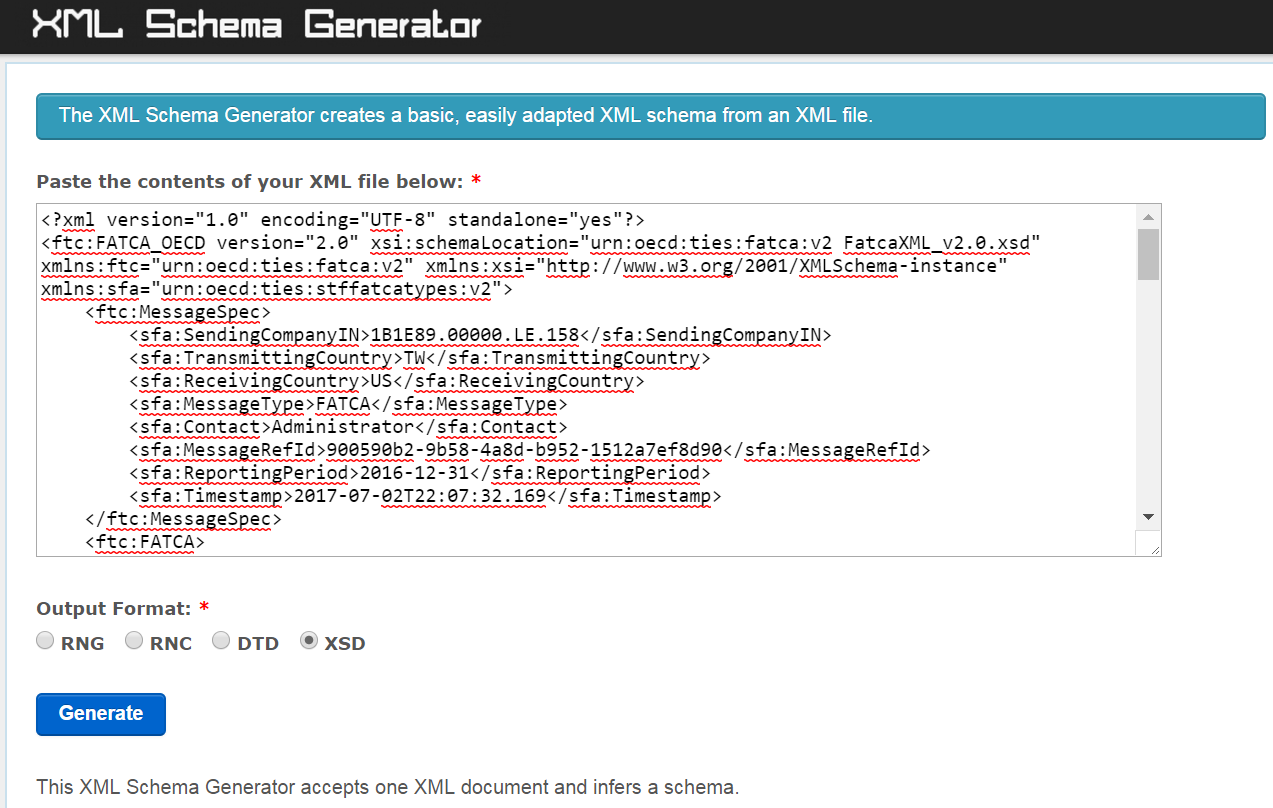 XML Schema Generator
The XML Schema Generator creates a basic, easily adapted XML schema from an XML file.
Paste the contents of your XML file below: *
<?xml version="1.0" encoding="UTF-8" standalone="yes"?>
<ftc:FATCA_OECD version="2.0" xsi:schemaLocation="urn:oecd:ties:fatca:v2 FatcaXML_v2.0.xsd"
xmlns:ftc="urn:oecd:ties:fatca:v2" xmlns:xsi="http://www.w3.org/2001/XMLSchema-instance"
xmlns:sfa="urn:oecd:ties:stffatcatypes:v2">
    <ftc:MessageSpec>
        <sfa:SendingCompanyIN>1B1E89.00000.LE.158</sfa:SendingCompanyIN>
        <sfa:TransmittingCountry>TW</sfa:TransmittingCountry>
        <sfa:ReceivingCountry>US</sfa:ReceivingCountry>
        <sfa:MessageType>FATCA</sfa:MessageType>
        <sfa:Contact>Administrator</sfa:Contact>
        <sfa:MessageRefId>900590b2-9b58-4a8d-b952-1512a7ef8d90</sfa:MessageRefId>
        <sfa:ReportingPeriod>2016-12-31</sfa:ReportingPeriod>
        <sfa:Timestamp>2017-07-02T22:07:32.169</sfa:Timestamp>
    </ftc:MessageSpec>
    <ftc:FATCA>
Output Format: *
RNG RNC DTD XSD
Generate
This XML Schema Generator accepts one XML document and infers a schema.